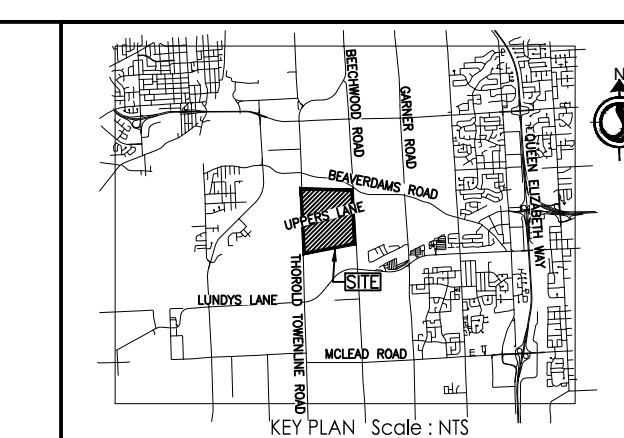 N
BEECHWOOD ROAD
GARNER ROAD
QUEEN ELIZABETH WAY
BEAVERDAMS ROAD
UPPERS LANE
SITE
THOROLD TOWENLINE ROAD
LUNDYS LANE
MCLEAD ROAD
KEY PLAN Scale : NTS